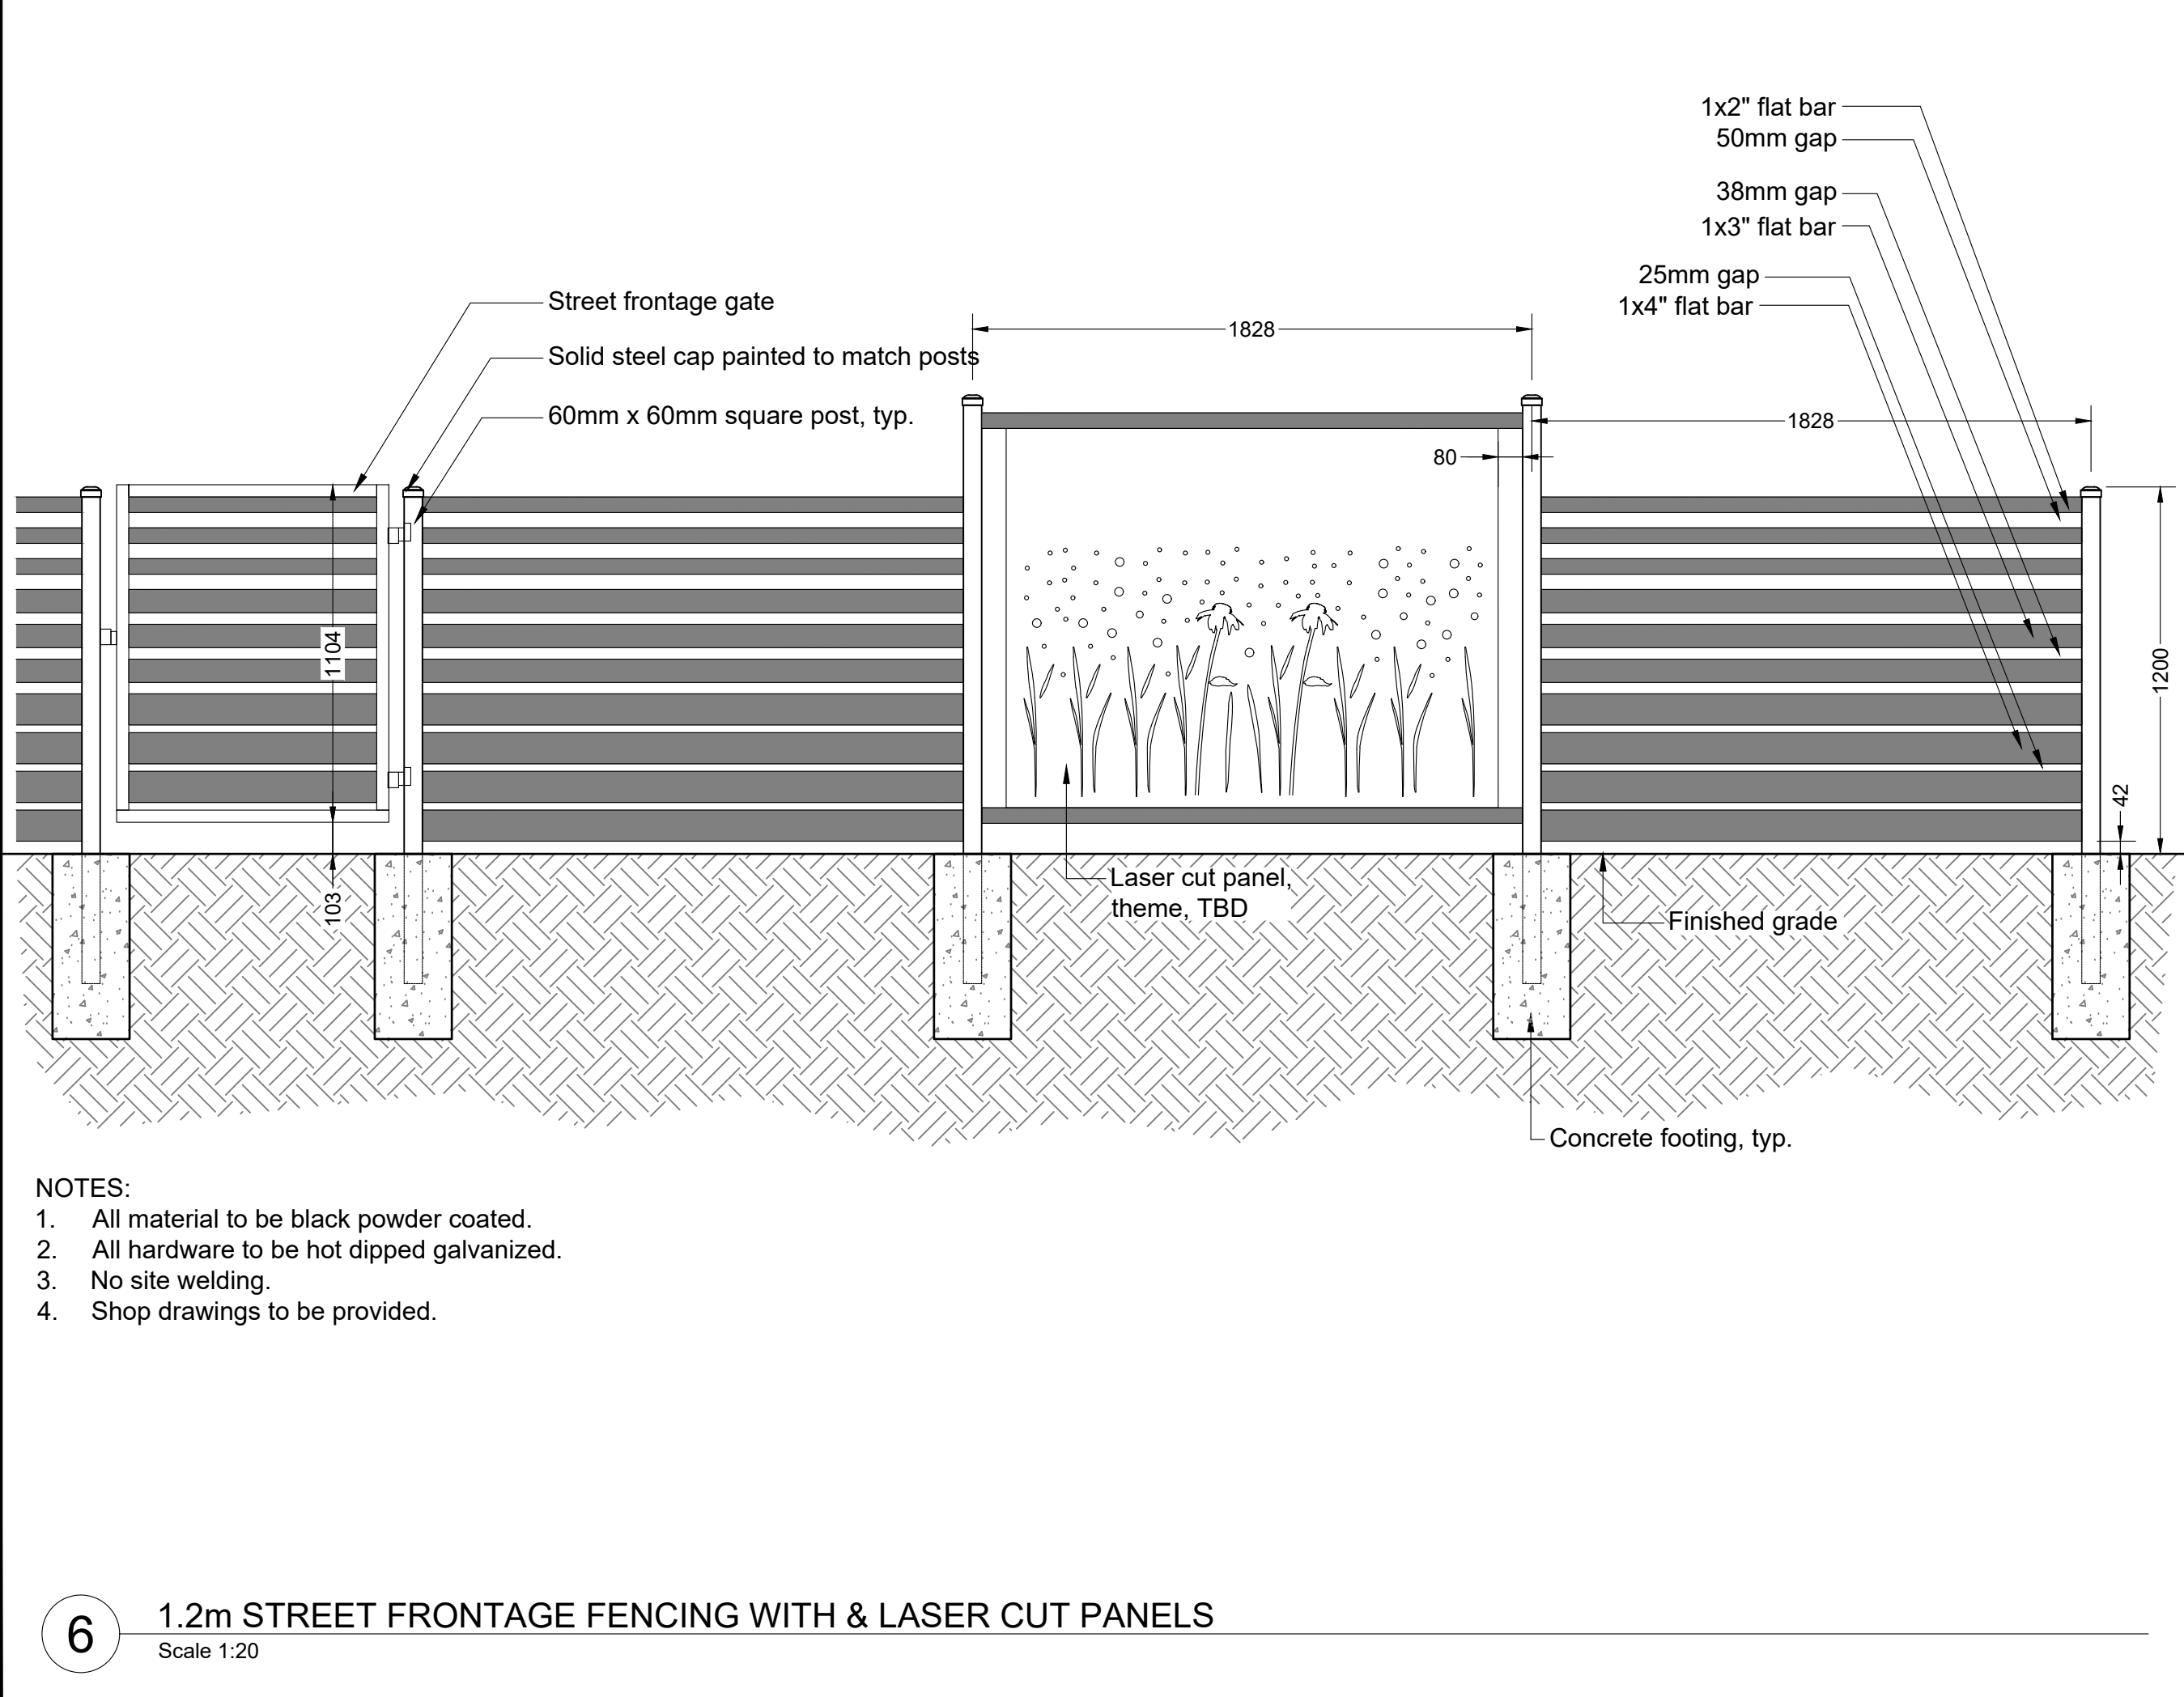 1x2" flat bar
50mm gap
38mm gap
1x3" flat bar
25mm gap
1x4" flat bar
Street frontage gate
Solid steel cap painted to match posts
60mm x 60mm square post, typ.
1828
1828
80
1104
1200
42
103
Laser cut panel,
theme, TBD
Finished grade
Concrete footing, typ.
NOTES:
1. All material to be black powder coated.
2. All hardware to be hot dipped galvanized.
3. No site welding.
4. Shop drawings to be provided.
6
1.2m STREET FRONTAGE FENCING WITH & LASER CUT PANELS
Scale 1:20